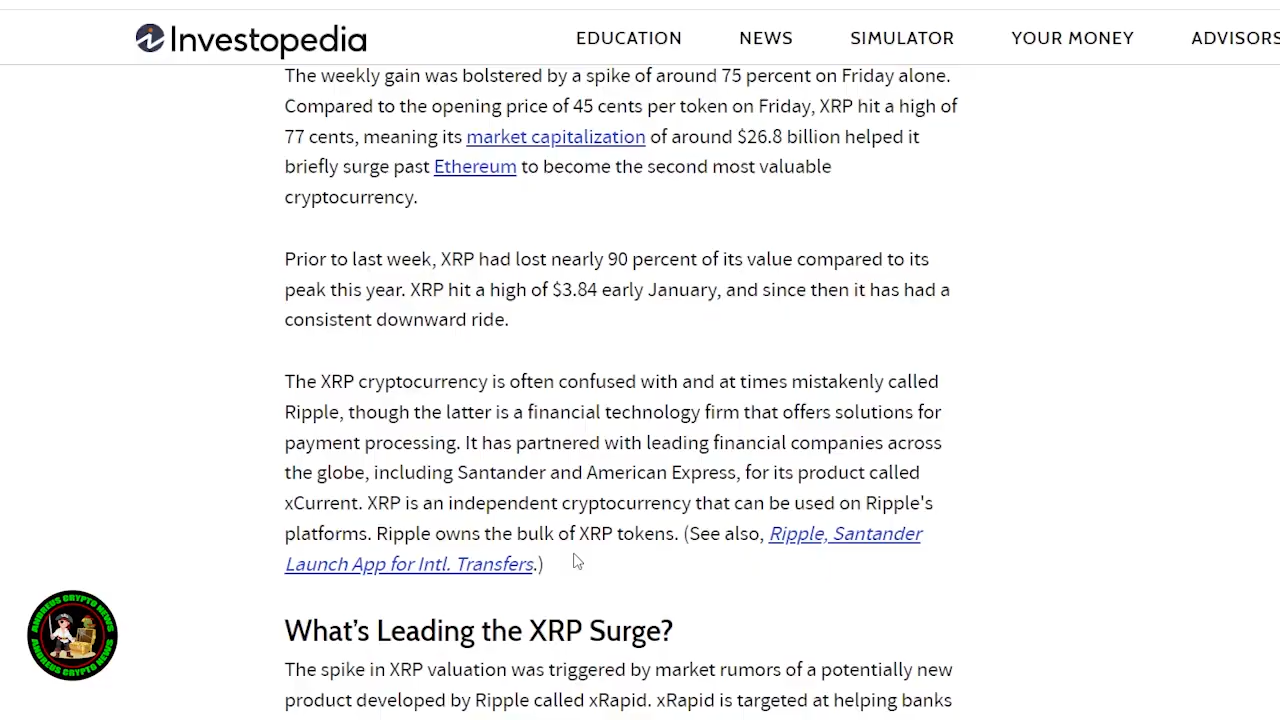 Investopedia
EDUCATION NEWS SIMULATOR YOUR MONEY ADVISORS
The weekly gain was bolstered by a spike of around 75 percent on Friday alone.
Compared to the opening price of 45 cents per token on Friday, XRP hit a high of
77 cents, meaning its market capitalization of around $26.8 billion helped it
briefly surge past Ethereum to become the second most valuable
cryptocurrency.
Prior to last week, XRP had lost nearly 90 percent of its value compared to its
peak this year. XRP hit a high of $3.84 early January, and since then it has had a
consistent downward ride.
The XRP cryptocurrency is often confused with and at times mistakenly called
Ripple, though the latter is a financial technology firm that offers solutions for
payment processing. It has partnered with leading financial companies across
the globe, including Santander and American Express, for its product called
xCurrent. XRP is an independent cryptocurrency that can be used on Ripple's
platforms. Ripple owns the bulk of XRP tokens. (See also, Ripple, Santander
Launch App for Intl. Transfers.)
ANDREUS CRYPTO NEWS
ANDREUS CRYPTO NEWS
What's Leading the XRP Surge?
The spike in XRP valuation was triggered by market rumors of a potentially new
product developed by Ripple called xRapid. xRapid is targeted at helping banks